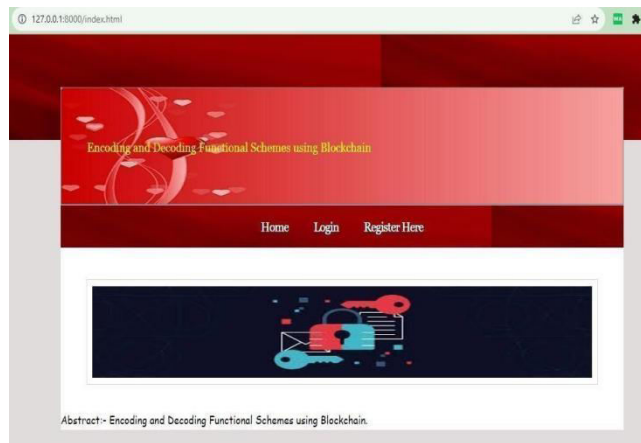 127.0.0.1:8000/index.html
Encoding and Decoding Functional Schemes using Blockchain
Home Login Register Here
Abstract:- Encoding and Decoding Functional Schemes using Blockchain.